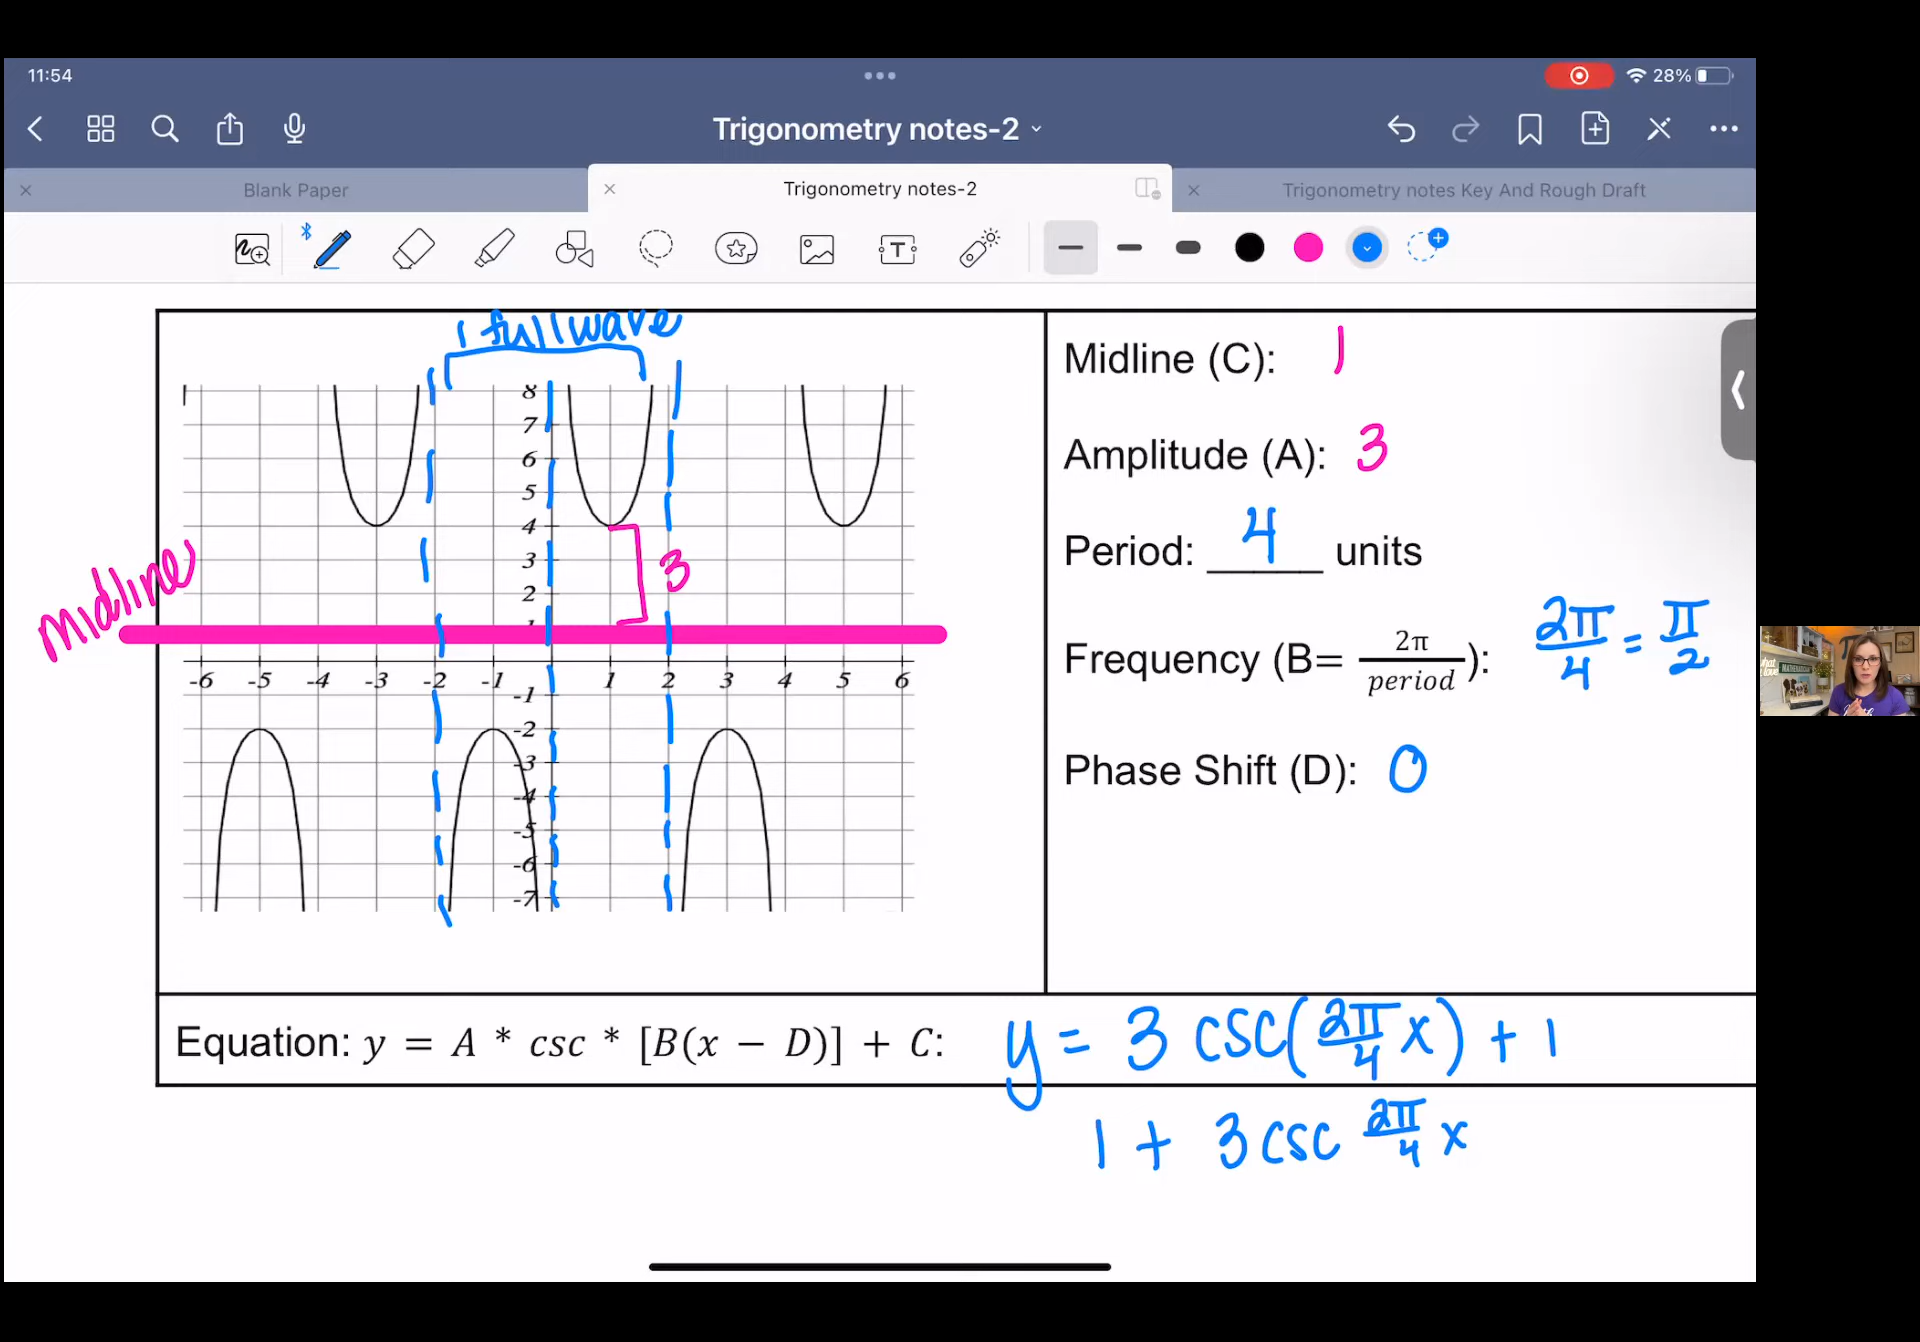 11:54
28%
Trigonometry notes-2
Blank Paper
Trigonometry notes-2
Trigonometry notes Key And Rough Draft
1 full wave
8
7
6
5
4
3
2
1
3
midline
-6 -5 -4 -3 -2 -1 1 2 3 4 5 6
-1
-2
-3
-4
-5
-6
-7
Midline (C): 1
Amplitude (A): 3
Period: 4 units
Frequency (B= 2π/period): 2π/4 = π/2
Phase Shift (D): 0
Equation: y = A * csc * [B(x − D)] + C: y = 3 csc(2π/4 x) + 1
1 + 3 csc 2π/4 x